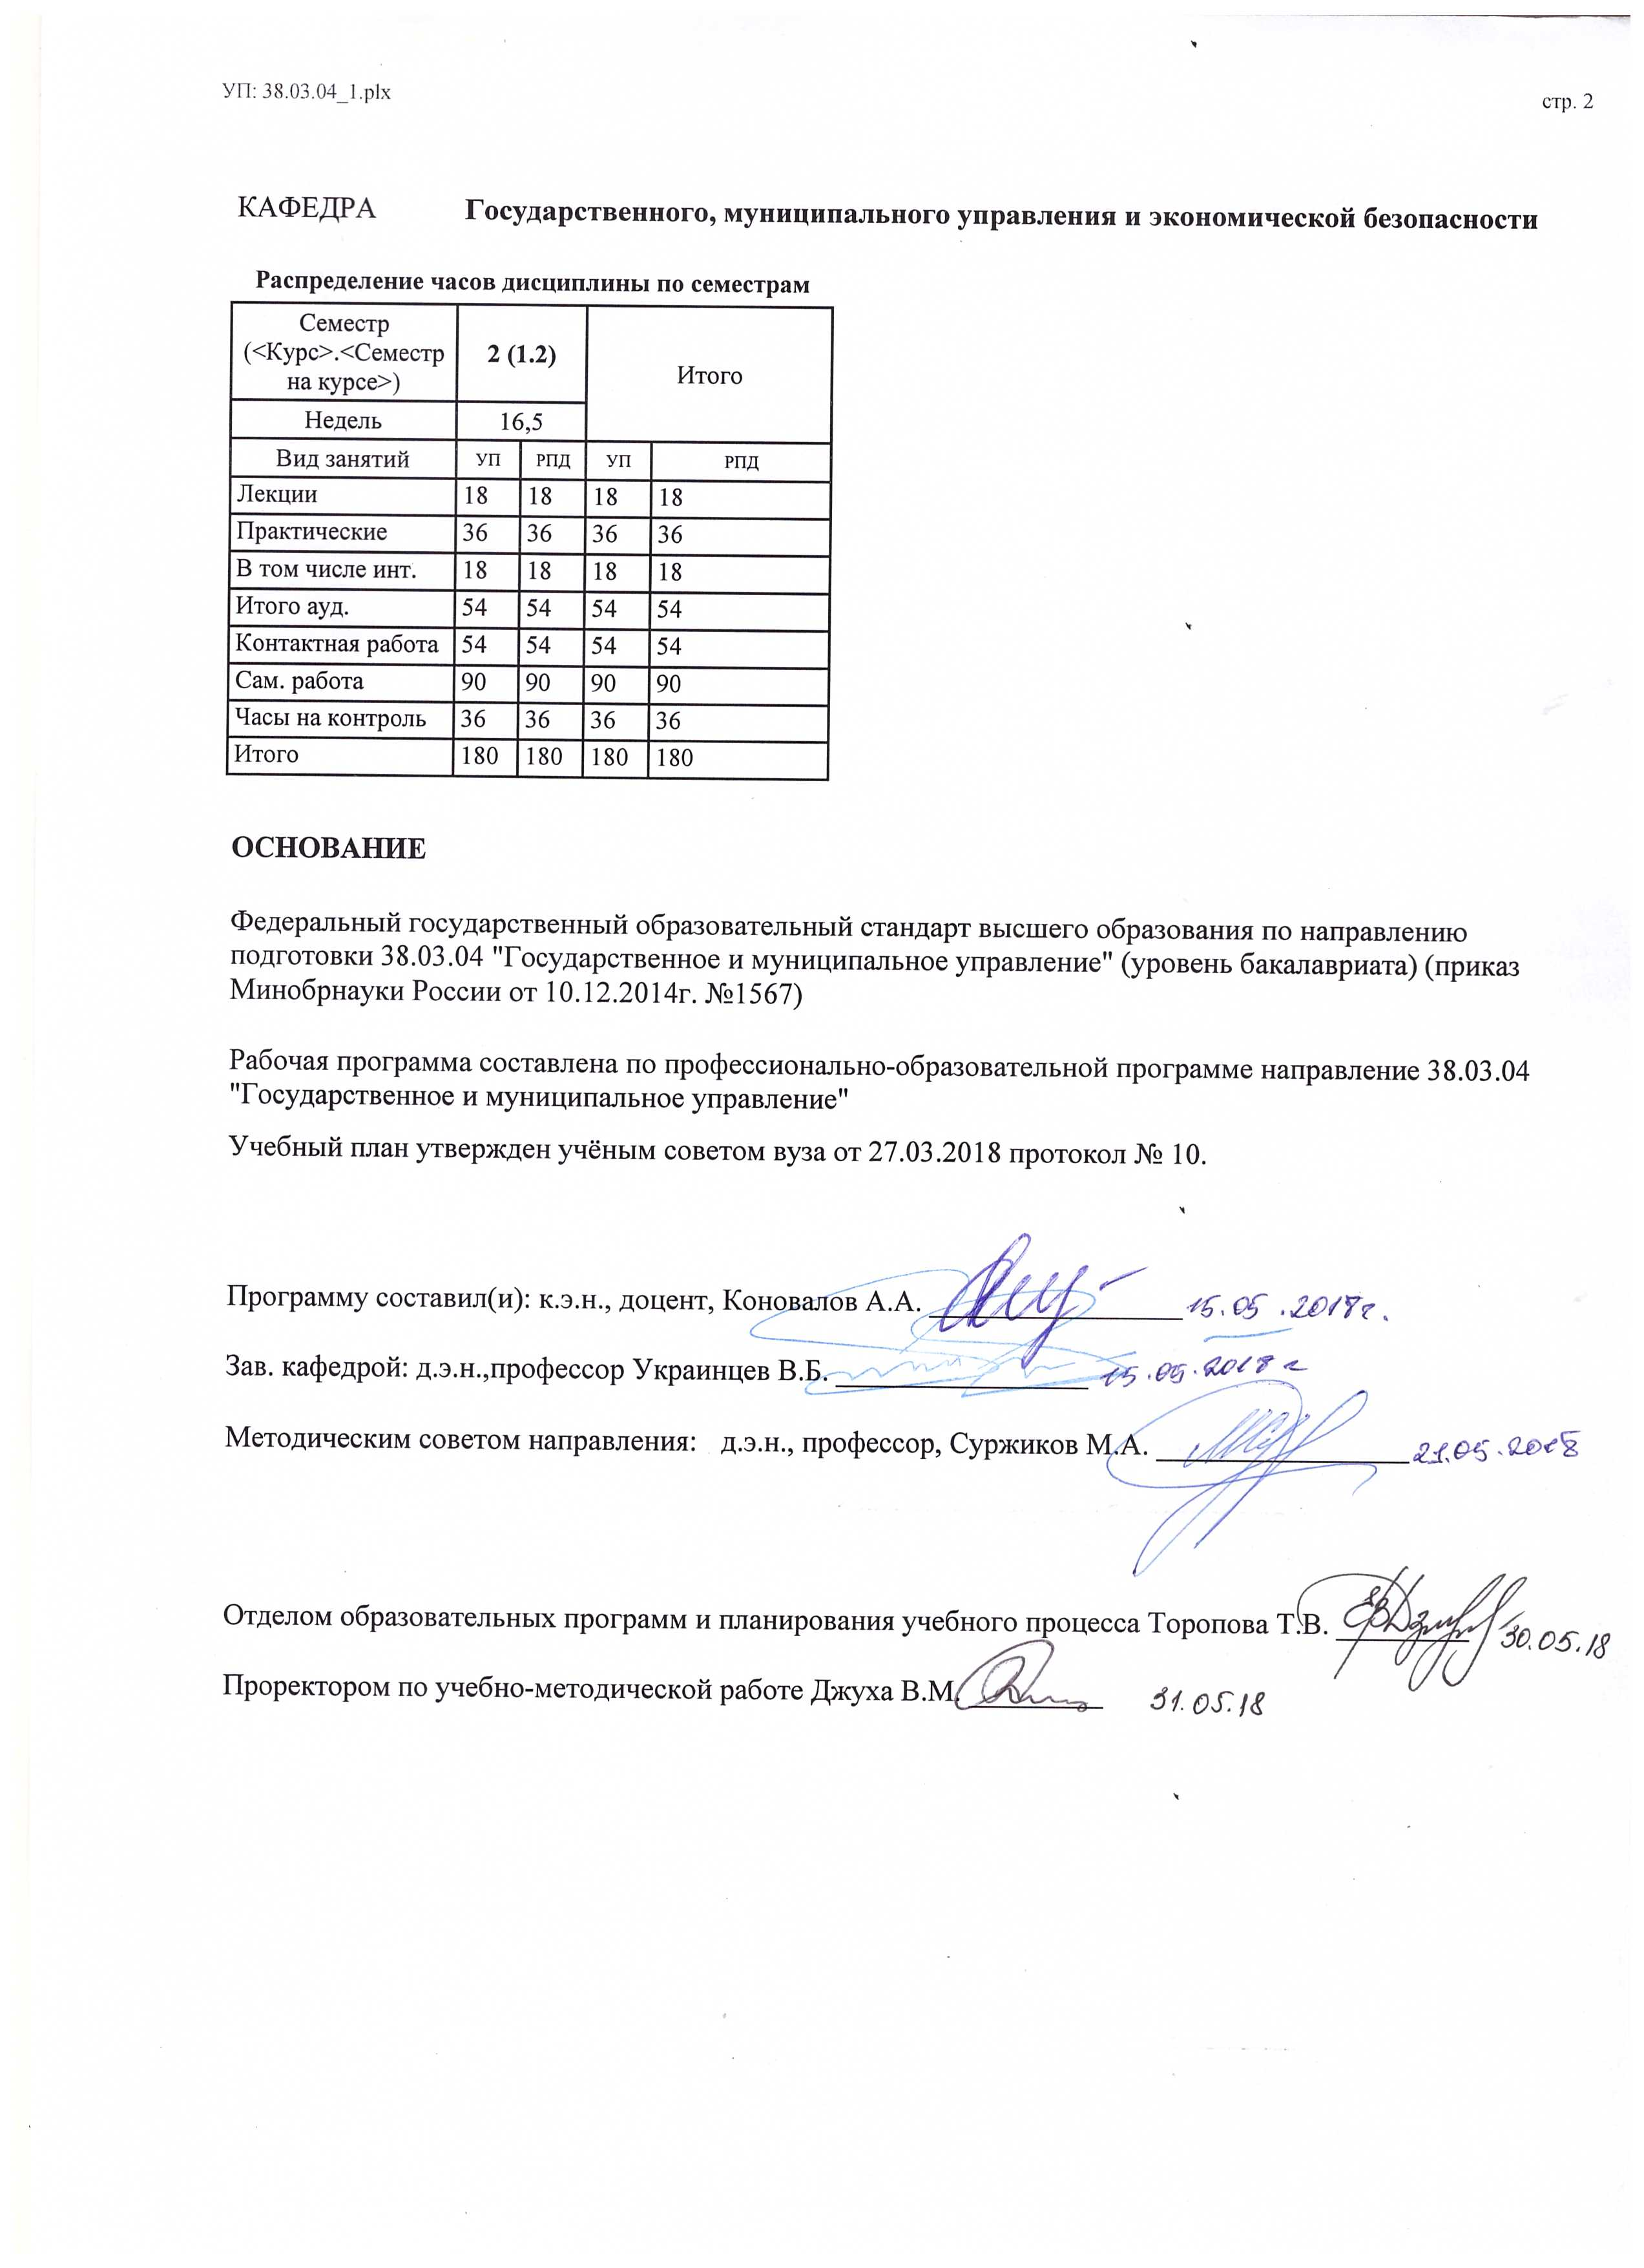 УП: 38.03.04_1.plx
стр. 2
КАФЕДРА Государственного, муниципального управления и экономической безопасности
Распределение часов дисциплины по семестрам
Семестр
(<Курс>.<Семестр
на курсе>)
2 (1.2)
Итого
Недель 16,5
Вид занятий УП РПД УП РПД
Лекции 18 18 18 18
Практические 36 36 36 36
В том числе инт. 18 18 18 18
Итого ауд. 54 54 54 54
Контактная работа 54 54 54 54
Сам. работа 90 90 90 90
Часы на контроль 36 36 36 36
Итого 180 180 180 180
ОСНОВАНИЕ
Федеральный государственный образовательный стандарт высшего образования по направлению
подготовки 38.03.04 "Государственное и муниципальное управление" (уровень бакалавриата) (приказ
Минобрнауки России от 10.12.2014г. №1567)
Рабочая программа составлена по профессионально-образовательной программе направление 38.03.04
"Государственное и муниципальное управление"
Учебный план утвержден учёным советом вуза от 27.03.2018 протокол № 10.
Программу составил(и): к.э.н., доцент, Коновалов А.А. 15.05.2018г.
Зав. кафедрой: д.э.н.,профессор Украинцев В.Б. 15.05.2018г
Методическим советом направления: д.э.н., профессор, Суржиков М.А. 21.05.2018
Отделом образовательных программ и планирования учебного процесса Торопова Т.В. 30.05.18
Проректором по учебно-методической работе Джуха В.М. 31.05.18